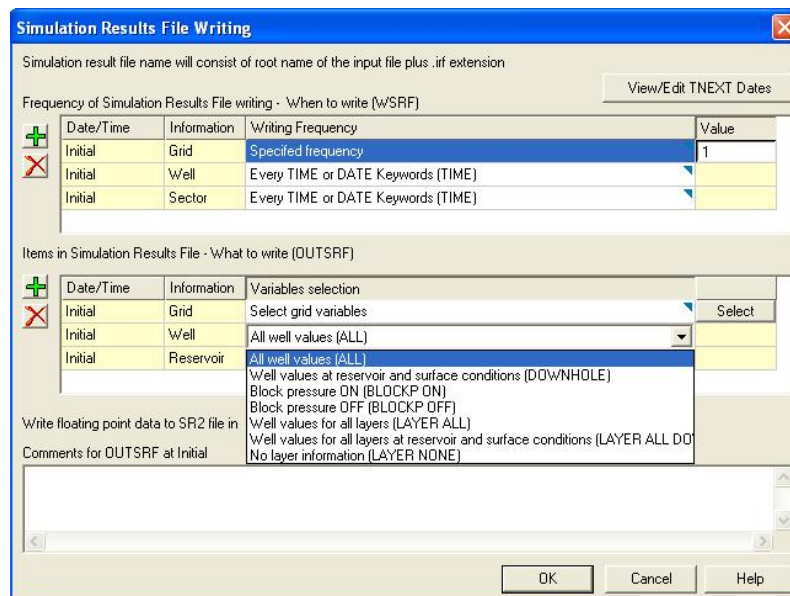 Simulation Results File Writing
Simulation result file name will consist of root name of the input file plus .irf extension
View/Edit TNEXT Dates
Frequency of Simulation Results File writing - When to write (WSRF)
Date/Time Information Writing Frequency Value
Initial Grid Specifed frequency 1
Initial Well Every TIME or DATE Keywords (TIME)
Initial Sector Every TIME or DATE Keywords (TIME)
Items in Simulation Results File - What to write (OUTSRF)
Date/Time Information Variables selection
Initial Grid Select grid variables Select
Initial Well All well values (ALL)
Initial Reservoir All well values (ALL)
Well values at reservoir and surface conditions (DOWNHOLE)
Block pressure ON (BLOCKP ON)
Block pressure OFF (BLOCKP OFF)
Write floating point data to SR2 file in Well values for all layers (LAYER ALL)
Well values for all layers at reservoir and surface conditions (LAYER ALL DO
Comments for OUTSRF at Initial No layer information (LAYER NONE)
OK Cancel Help